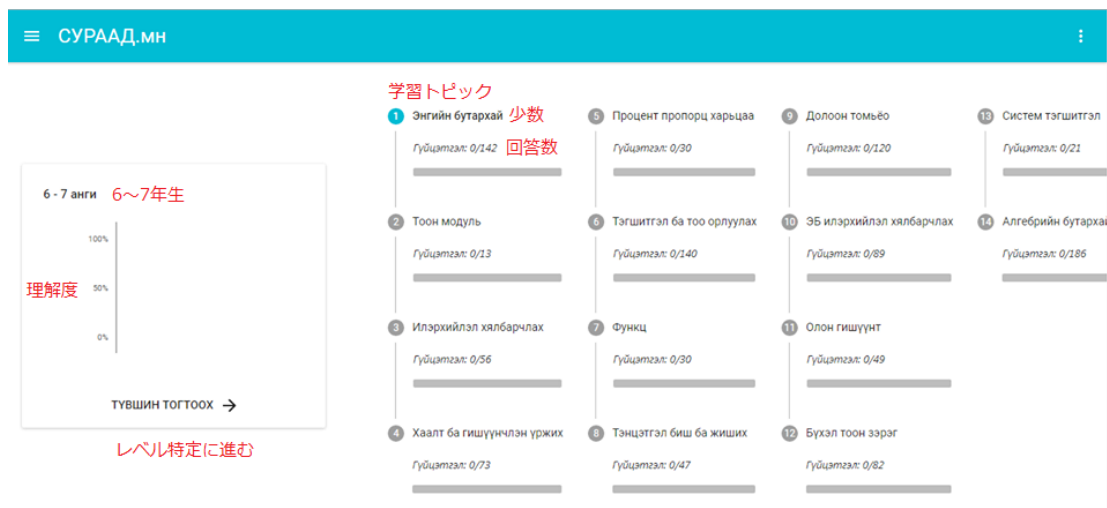 СУРААД.мн
6 - 7 анги 6～7年生
100%
理解度 50%
0%
ТҮВШИН ТОГТООХ →
レベル特定に進む
学習トピック
1 Энгийн бутархай 少数
Гүйцэтгэл: 0/142 回答数
2 Тоон модуль
Гүйцэтгэл: 0/13
3 Илэрхийлэл хялбарчлах
Гүйцэтгэл: 0/56
4 Хаалт ба гишүүнчлэн үржих
Гүйцэтгэл: 0/73
5 Процент пропорц харьцаа
Гүйцэтгэл: 0/30
6 Тэгшитгэл ба тоо орлуулах
Гүйцэтгэл: 0/140
7 Функц
Гүйцэтгэл: 0/30
8 Тэнцэтгэл биш ба жиших
Гүйцэтгэл: 0/47
9 Долоон томьёо
Гүйцэтгэл: 0/120
10 ЭБ илэрхийлэл хялбарчлах
Гүйцэтгэл: 0/89
11 Олон гишүүнт
Гүйцэтгэл: 0/49
12 Бүхэл тоон зэрэг
Гүйцэтгэл: 0/82
13 Систем тэгшитгэл
Гүйцэтгэл: 0/21
14 Алгебрийн бутархай
Гүйцэтгэл: 0/186